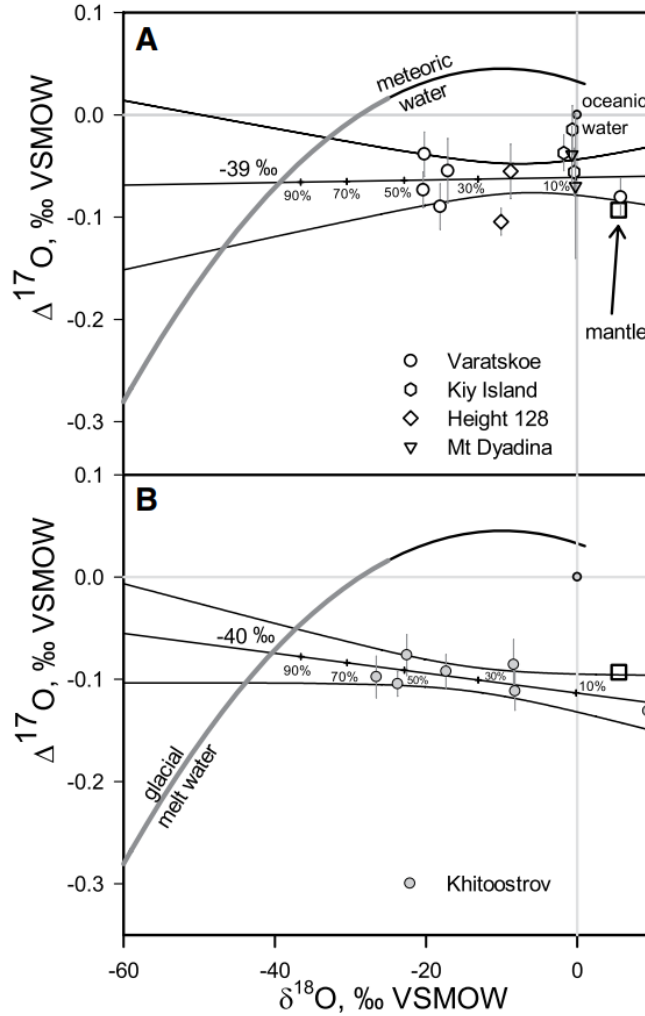 0.1
A
meteoric
water
0.0
oceanic
water
-39 ‰
90%
70%
50%
30%
10%
-0.1
Δ17O, ‰ VSMOW
-0.2
mantle
Varatskoe
Kiy Island
-0.3
Height 128
Mt Dyadina
0.1
B
0.0
-40 ‰
90%
70%
50%
30%
10%
-0.1
Δ17O, ‰ VSMOW
glacial
melt water
-0.2
-0.3
Khitoostrov
-60
-40
-20
0
δ18O, ‰ VSMOW